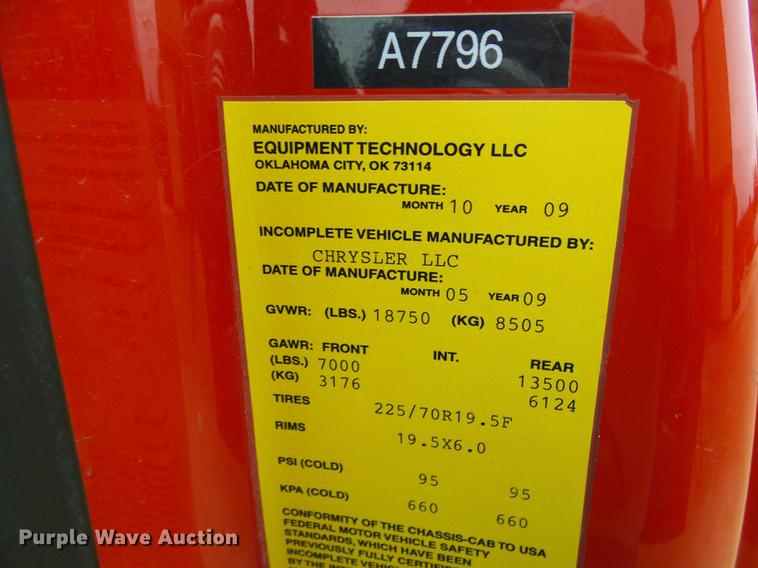 A7796
MANUFACTURED BY:
EQUIPMENT TECHNOLOGY LLC
OKLAHOMA CITY, OK 73114
DATE OF MANUFACTURE:
MONTH 10 YEAR 09
INCOMPLETE VEHICLE MANUFACTURED BY:
CHRYSLER LLC
DATE OF MANUFACTURE:
MONTH 05 YEAR 09
GVWR: (LBS.) 18750 (KG) 8505
GAWR: FRONT INT. REAR
(LBS.) 7000 13500
(KG) 3176 6124
TIRES 225/70R19.5F
RIMS 19.5X6.0
PSI (COLD) 95 95
KPA (COLD) 660 660
CONFORMITY OF THE CHASSIS-CAB TO USA
FEDERAL MOTOR VEHICLE SAFETY
STANDARDS, WHICH HAVE BEEN
PREVIOUSLY FULLY
INCOMPLETE
BY THE
Purple Wave Auction